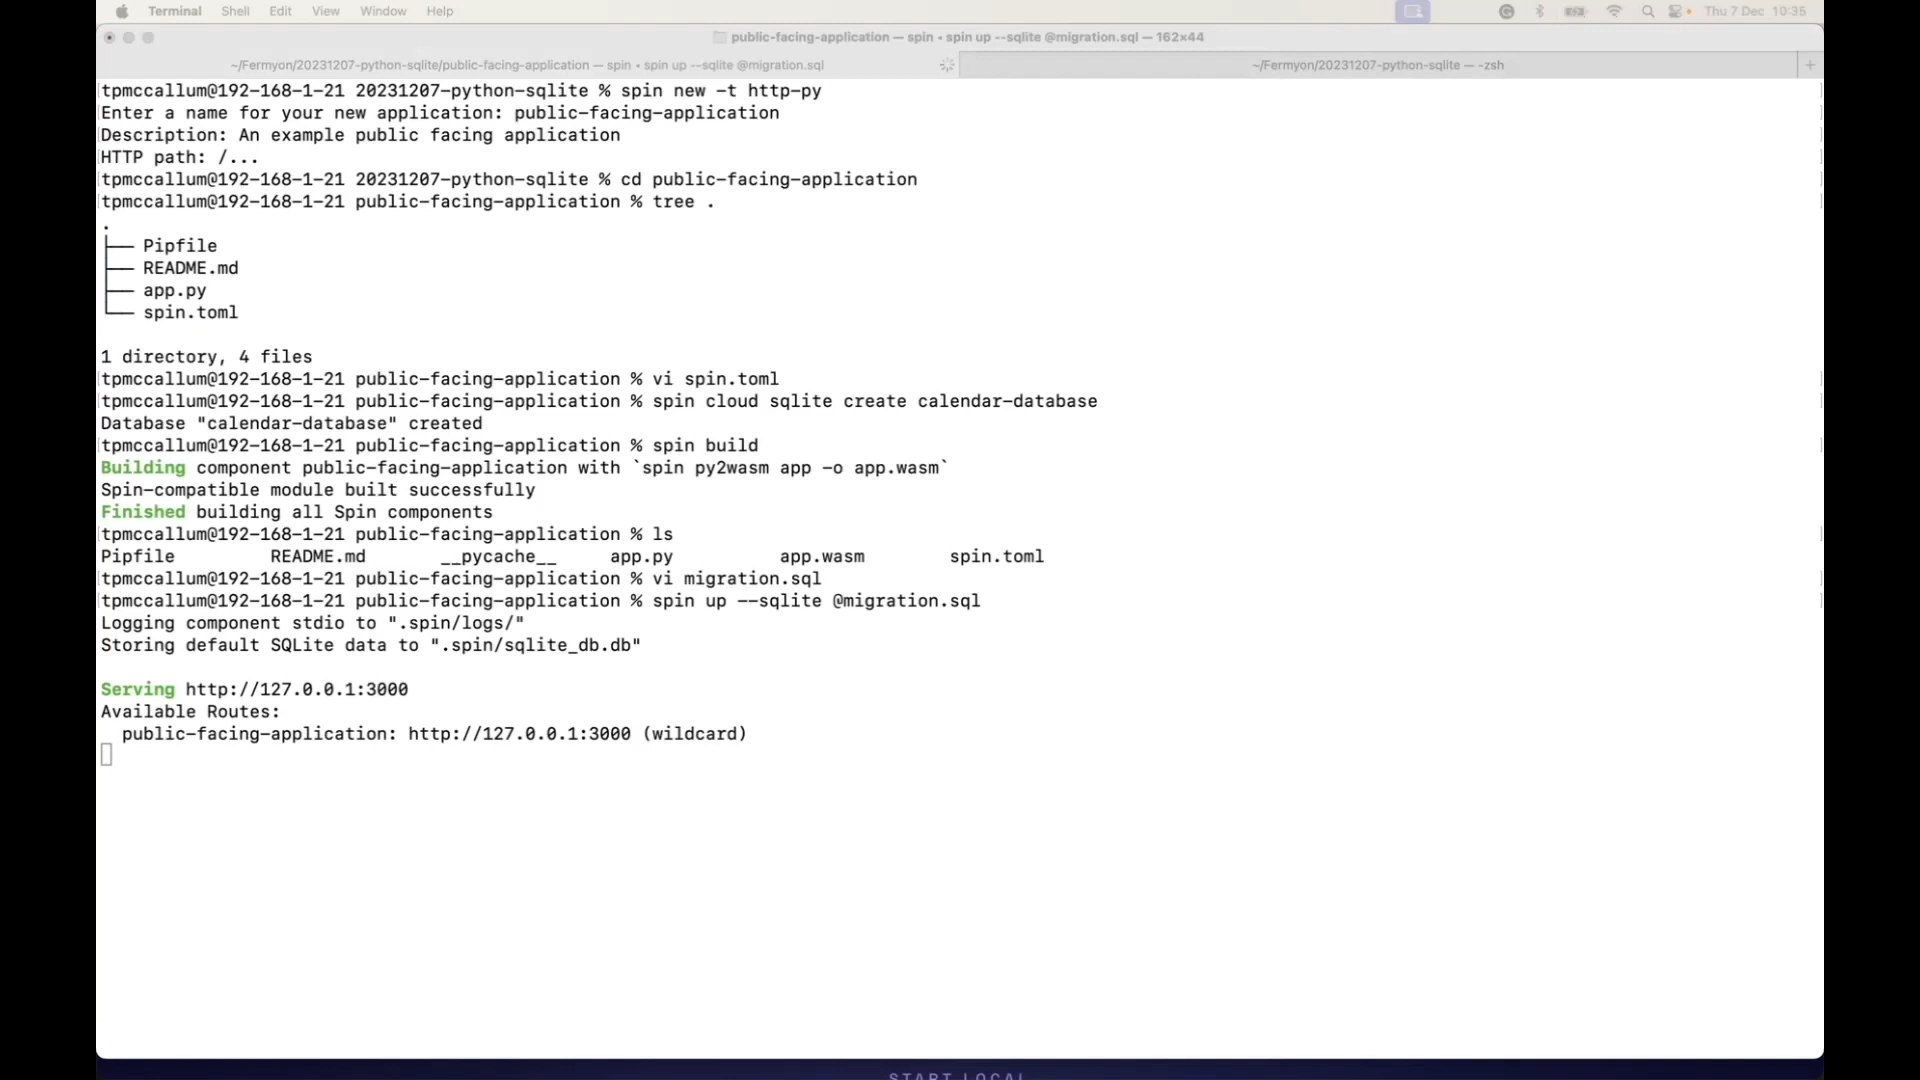 Terminal Shell Edit View Window Help Thu 7 Dec 10:35
public-facing-application — spin • spin up --sqlite @migration.sql — 162×44
~/Fermyon/20231207-python-sqlite/public-facing-application — spin • spin up --sqlite @migration.sql ~/Fermyon/20231207-python-sqlite — -zsh +
tpmccallum@192-168-1-21 20231207-python-sqlite % spin new -t http-py
Enter a name for your new application: public-facing-application
Description: An example public facing application
HTTP path: /...
tpmccallum@192-168-1-21 20231207-python-sqlite % cd public-facing-application
tpmccallum@192-168-1-21 public-facing-application % tree .
.
├── Pipfile
├── README.md
├── app.py
└── spin.toml
1 directory, 4 files
tpmccallum@192-168-1-21 public-facing-application % vi spin.toml
tpmccallum@192-168-1-21 public-facing-application % spin cloud sqlite create calendar-database
Database "calendar-database" created
tpmccallum@192-168-1-21 public-facing-application % spin build
Building component public-facing-application with `spin py2wasm app -o app.wasm`
Spin-compatible module built successfully
Finished building all Spin components
tpmccallum@192-168-1-21 public-facing-application % ls
Pipfile README.md __pycache__ app.py app.wasm spin.toml
tpmccallum@192-168-1-21 public-facing-application % vi migration.sql
tpmccallum@192-168-1-21 public-facing-application % spin up --sqlite @migration.sql
Logging component stdio to ".spin/logs/"
Storing default SQLite data to ".spin/sqlite_db.db"
Serving http://127.0.0.1:3000
Available Routes:
public-facing-application: http://127.0.0.1:3000 (wildcard)
START LOCAL